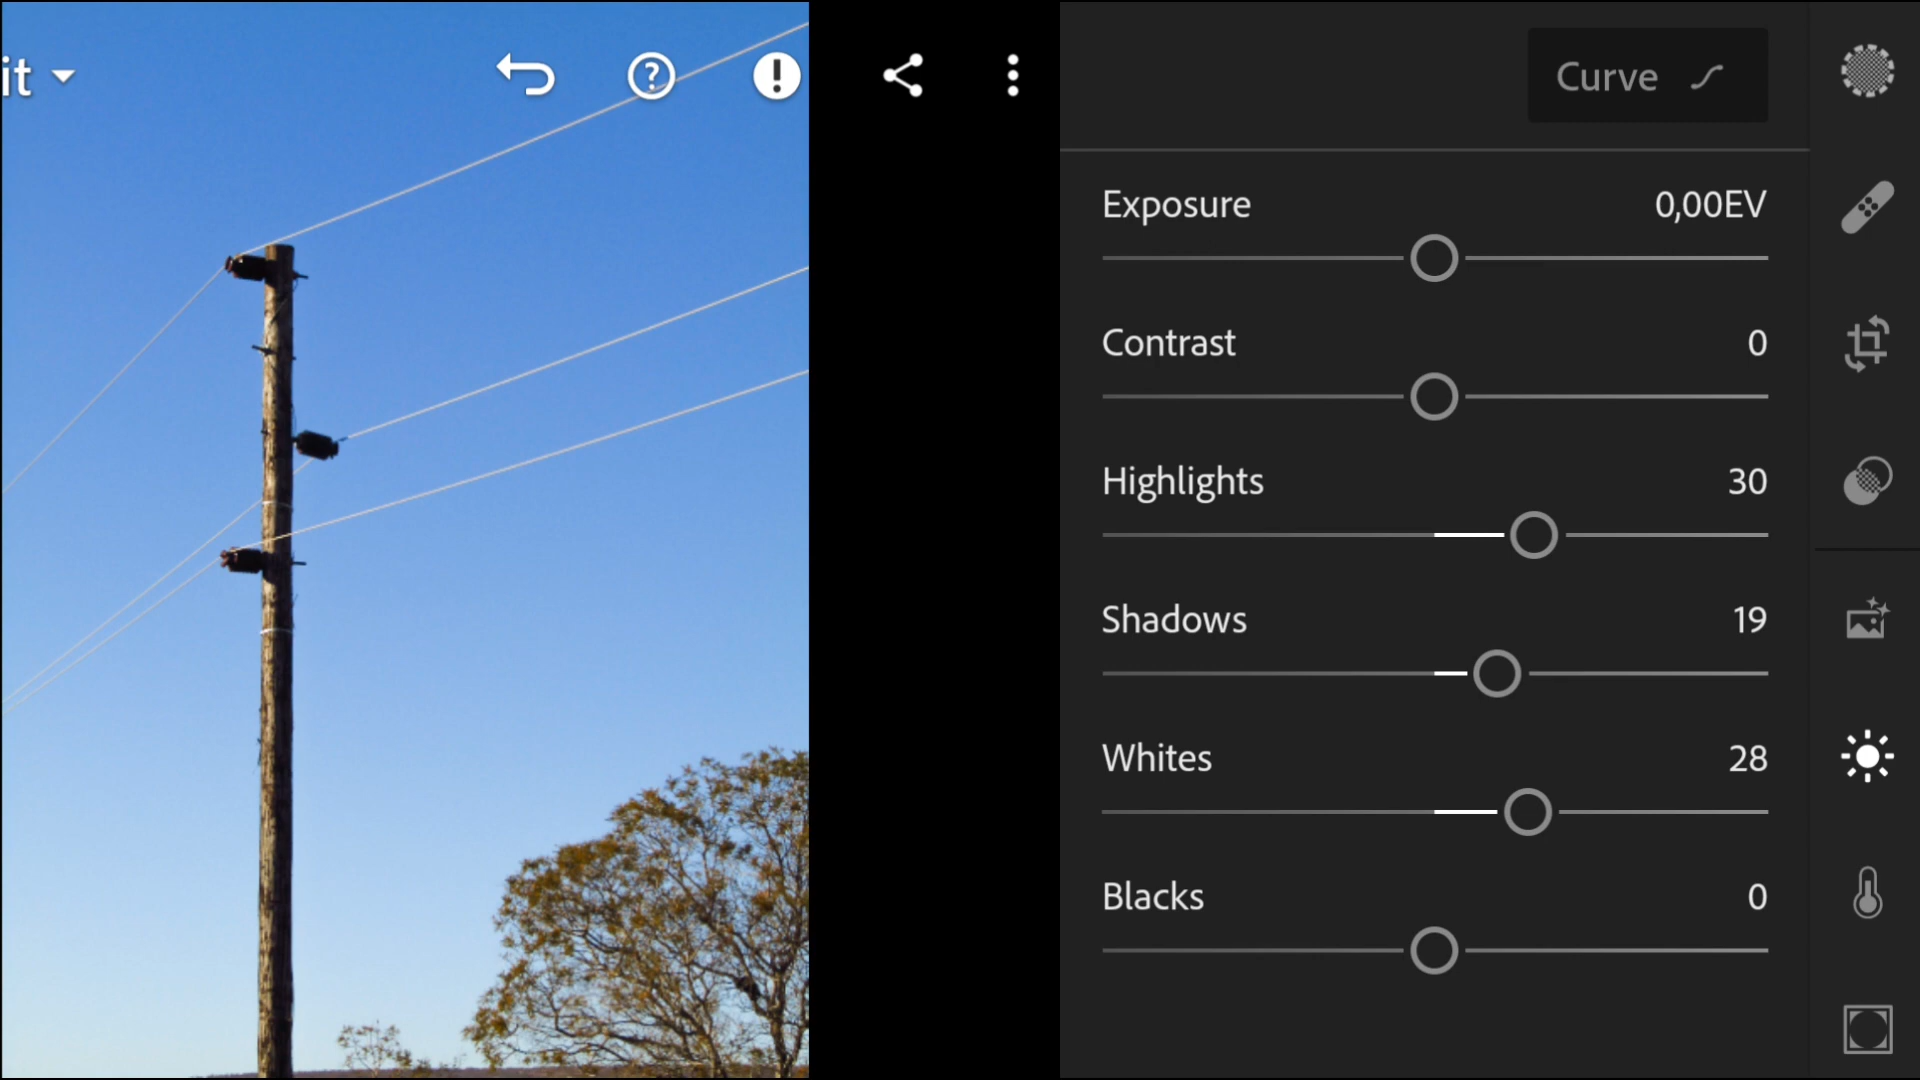 it
Curve
Exposure 0,00EV
Contrast 0
Highlights 30
Shadows 19
Whites 28
Blacks 0